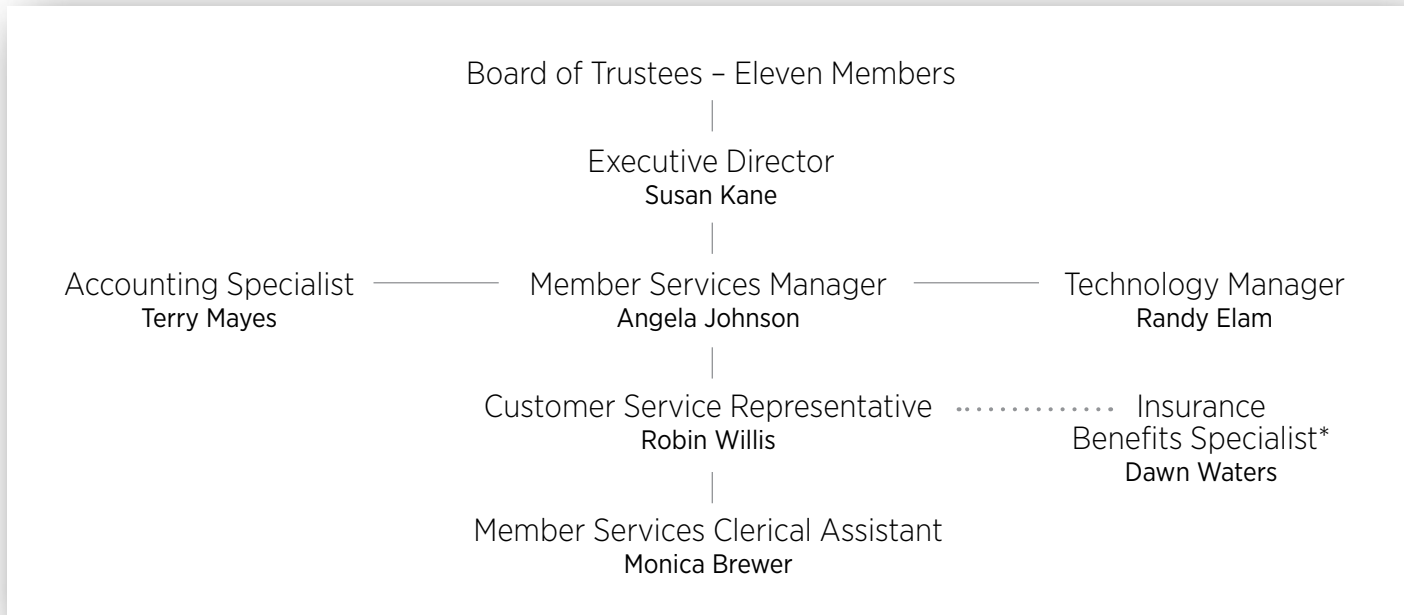 Board of Trustees – Eleven Members
Executive Director
Susan Kane
Accounting Specialist
Terry Mayes
Member Services Manager
Angela Johnson
Technology Manager
Randy Elam
Customer Service Representative
Robin Willis
Insurance
Benefits Specialist*
Dawn Waters
Member Services Clerical Assistant
Monica Brewer